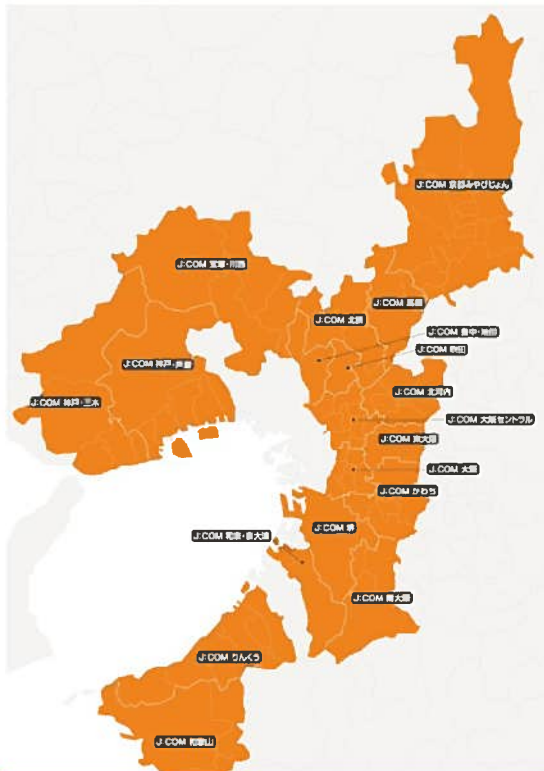 J:COM 京都みやびじょん
J:COM 宝塚・川西
J:COM 高槻
J:COM 北摂
J:COM 豊中・池田
J:COM 吹田
J:COM 神戸・芦屋
J:COM 北河内
J:COM 神戸・三木
J:COM 大阪セントラル
J:COM 東大阪
J:COM 大阪
J:COM かわち
J:COM 堺
J:COM 和泉・泉大津
J:COM 南大阪
J:COM りんくう
J:COM 和歌山